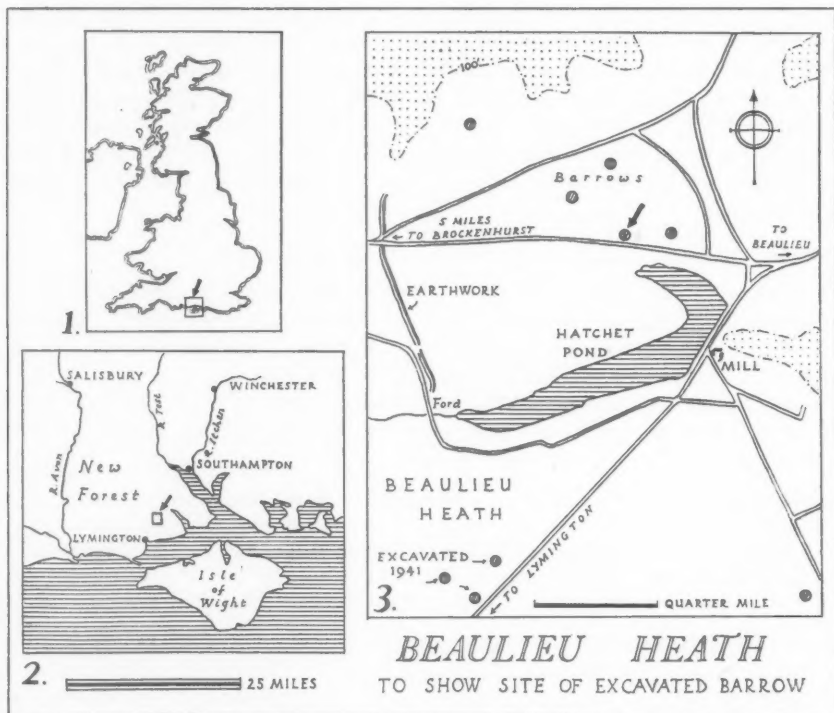 1.
SALISBURY
WINCHESTER
R. Test
R. Itchen
R. Avon
SOUTHAMPTON
New
Forest
LYMINGTON
Isle
of
Wight
2.
25 MILES
100'
Barrows
5 MILES
← TO BROCKENHURST
TO
BEAULIEU
→
EARTHWORK
HATCHET
POND
MILL
Ford
BEAULIEU
HEATH
EXCAVATED
1941
← TO LYMINGTON
3.
QUARTER MILE
BEAULIEU HEATH
TO SHOW SITE OF EXCAVATED BARROW